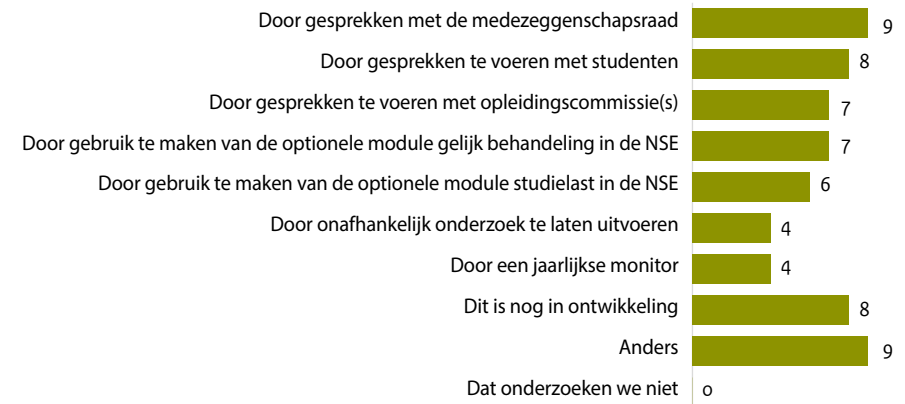 Door gesprekken met de medezeggenschapsraad 9
Door gesprekken te voeren met studenten 8
Door gesprekken te voeren met opleidingscommissie(s) 7
Door gebruik te maken van de optionele module gelijk behandeling in de NSE 7
Door gebruik te maken van de optionele module studielast in de NSE 6
Door onafhankelijk onderzoek te laten uitvoeren 4
Door een jaarlijkse monitor 4
Dit is nog in ontwikkeling 8
Anders 9
Dat onderzoeken we niet 0